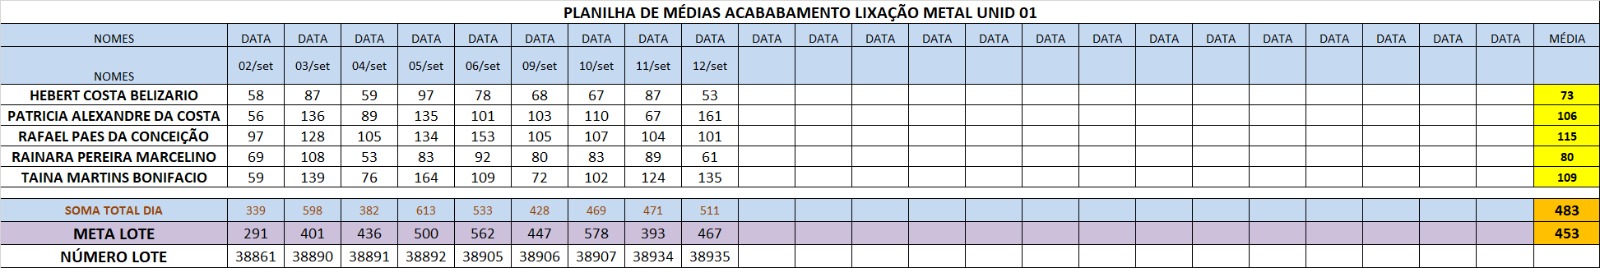 PLANILHA DE MÉDIAS ACABABAMENTO LIXAÇÃO METAL UNID 01
NOMES DATA DATA DATA DATA DATA DATA DATA DATA DATA DATA DATA DATA DATA DATA DATA DATA DATA DATA DATA DATA DATA DATA DATA MÉDIA
NOMES 02/set 03/set 04/set 05/set 06/set 09/set 10/set 11/set 12/set
HEBERT COSTA BELIZARIO 58 87 59 97 78 68 67 87 53 73
PATRICIA ALEXANDRE DA COSTA 56 136 89 135 101 103 110 67 161 106
RAFAEL PAES DA CONCEIÇÃO 97 128 105 134 153 105 107 104 101 115
RAINARA PEREIRA MARCELINO 69 108 53 83 92 80 83 89 61 80
TAINA MARTINS BONIFACIO 59 139 76 164 109 72 102 124 135 109
SOMA TOTAL DIA 339 598 382 613 533 428 469 471 511 483
META LOTE 291 401 436 500 562 447 578 393 467 453
NÚMERO LOTE 38861 38890 38891 38892 38905 38906 38907 38934 38935